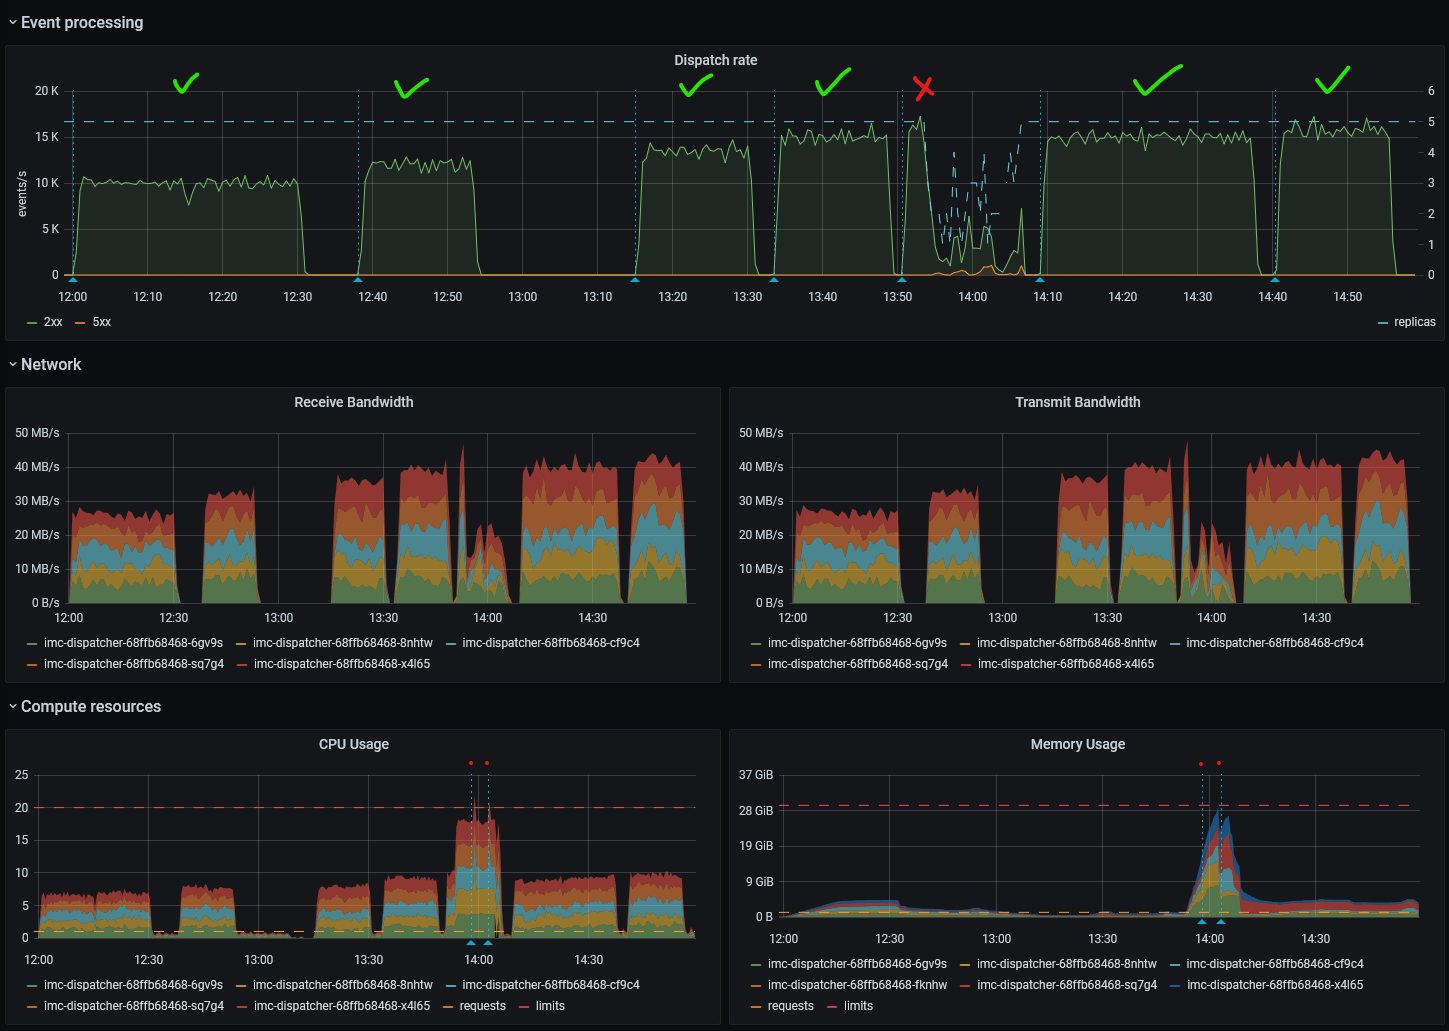 Event processing
Dispatch rate
20 K
15 K
10 K
5 K
0
events/s
6
5
4
3
2
1
0
12:00 12:10 12:20 12:30 12:40 12:50 13:00 13:10 13:20 13:30 13:40 13:50 14:00 14:10 14:20 14:30 14:40 14:50
2xx 5xx replicas
Network
Receive Bandwidth
50 MB/s
40 MB/s
30 MB/s
20 MB/s
10 MB/s
0 B/s
12:00 12:30 13:00 13:30 14:00 14:30
imc-dispatcher-68ffb68468-6gv9s imc-dispatcher-68ffb68468-8nhtw imc-dispatcher-68ffb68468-cf9c4
imc-dispatcher-68ffb68468-sq7g4 imc-dispatcher-68ffb68468-x4l65
Transmit Bandwidth
50 MB/s
40 MB/s
30 MB/s
20 MB/s
10 MB/s
0 B/s
12:00 12:30 13:00 13:30 14:00 14:30
imc-dispatcher-68ffb68468-6gv9s imc-dispatcher-68ffb68468-8nhtw imc-dispatcher-68ffb68468-cf9c4
imc-dispatcher-68ffb68468-sq7g4 imc-dispatcher-68ffb68468-x4l65
Compute resources
CPU Usage
25
20
15
10
5
0
12:00 12:30 13:00 13:30 14:00 14:30
imc-dispatcher-68ffb68468-6gv9s imc-dispatcher-68ffb68468-8nhtw imc-dispatcher-68ffb68468-cf9c4
imc-dispatcher-68ffb68468-sq7g4 imc-dispatcher-68ffb68468-x4l65 requests limits
Memory Usage
37 GiB
28 GiB
19 GiB
9 GiB
0 B
12:00 12:30 13:00 13:30 14:00 14:30
imc-dispatcher-68ffb68468-6gv9s imc-dispatcher-68ffb68468-8nhtw imc-dispatcher-68ffb68468-cf9c4
imc-dispatcher-68ffb68468-fknhw imc-dispatcher-68ffb68468-sq7g4 imc-dispatcher-68ffb68468-x4l65
requests limits